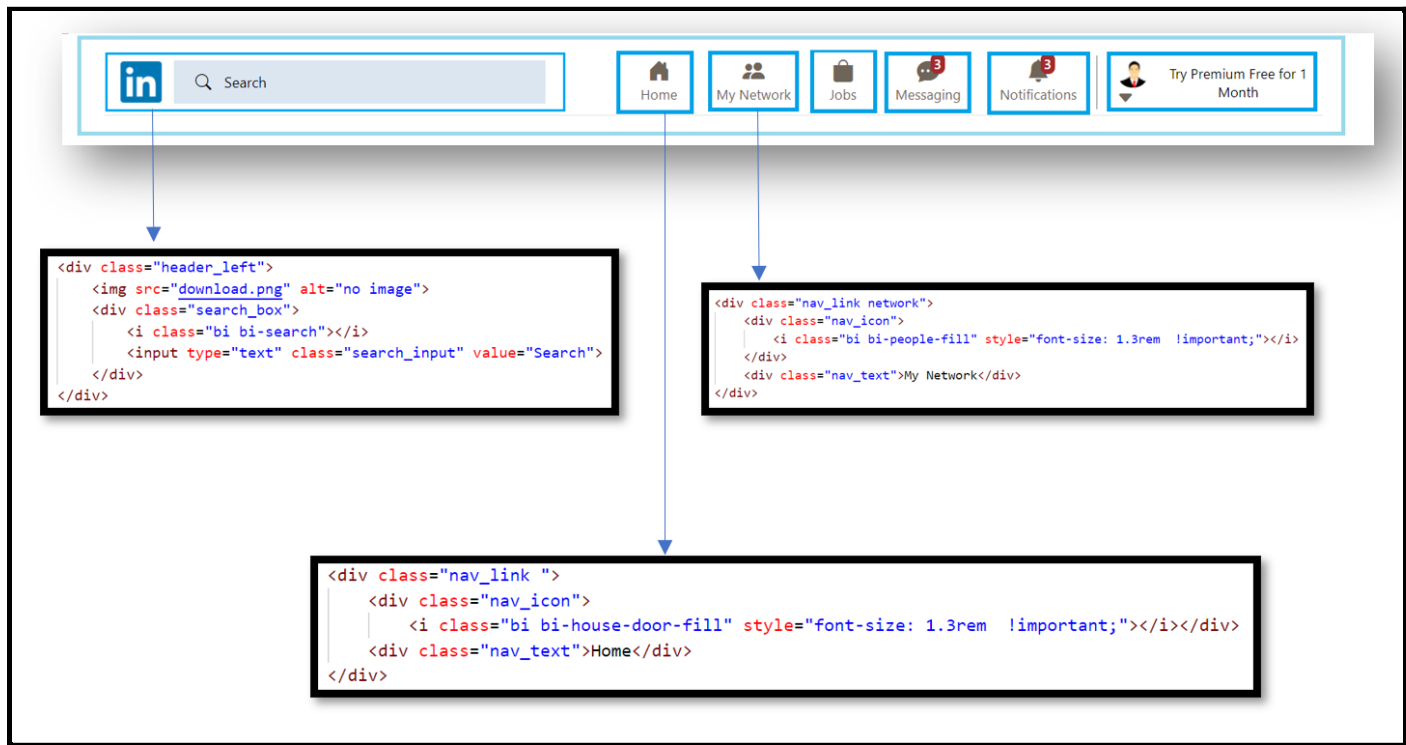 in
Search
Home
My Network
Jobs
3
Messaging
3
Notifications
Try Premium Free for 1
Month
<div class="header_left">
<img src="download.png" alt="no image">
<div class="search_box">
<i class="bi bi-search"></i>
<input type="text" class="search_input" value="Search">
</div>
</div>
<div class="nav_link network">
<div class="nav_icon">
<i class="bi bi-people-fill" style="font-size: 1.3rem  !important;"></i>
</div>
<div class="nav_text">My Network</div>
</div>
<div class="nav_link ">
<div class="nav_icon">
<i class="bi bi-house-door-fill" style="font-size: 1.3rem  !important;"></i></div>
<div class="nav_text">Home</div>
</div>